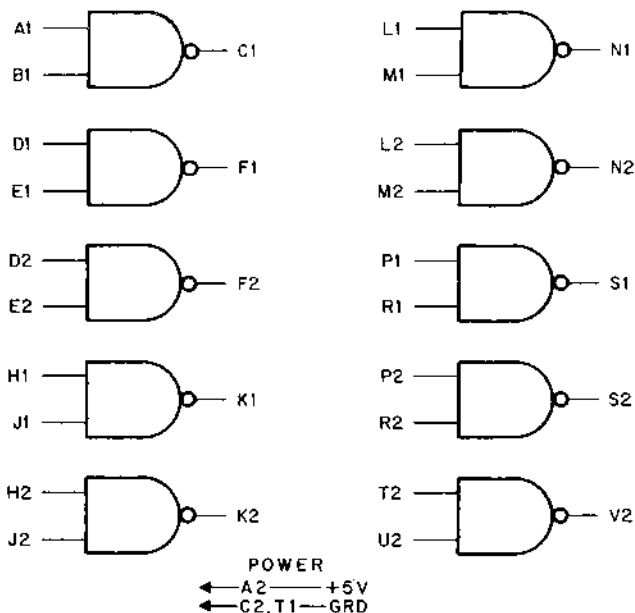 A1
C1
B1
D1
F1
E1
D2
F2
E2
H1
K1
J1
H2
K2
J2
L1
N1
M1
L2
N2
M2
P1
S1
R1
P2
S2
R2
T2
V2
U2
POWER
A2 +5V
C2, T1 GRD